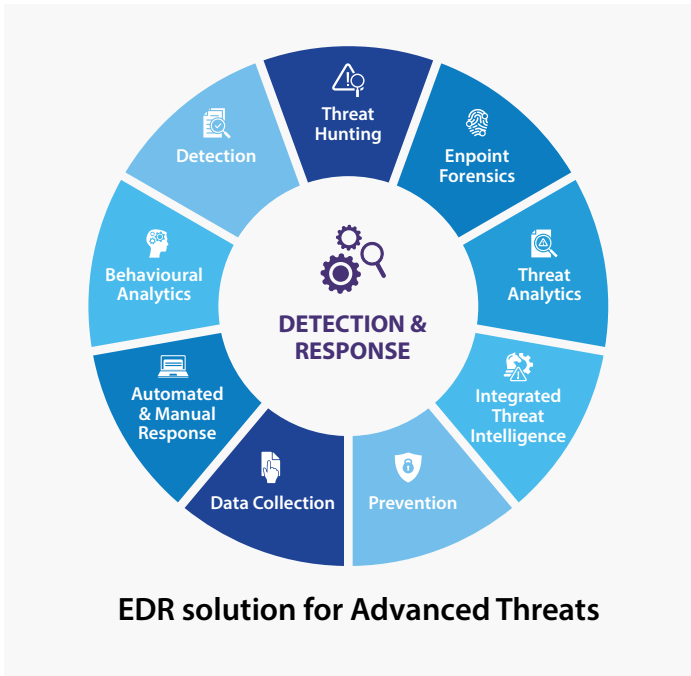 Threat
Hunting
Enpoint
Forensics
Threat
Analytics
Integrated
Threat
Intelligence
Prevention
Data Collection
Automated
& Manual
Response
Behavioural
Analytics
Detection
DETECTION &
RESPONSE
EDR solution for Advanced Threats